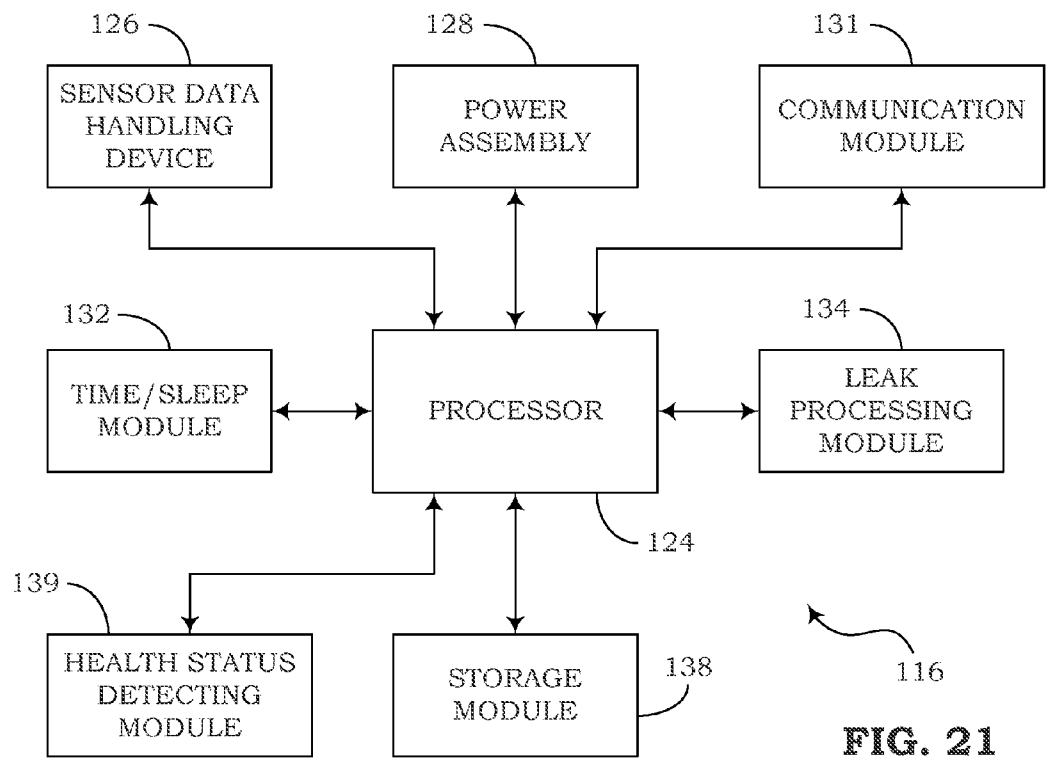 126
128
131
SENSOR DATA
HANDLING
DEVICE
POWER
ASSEMBLY
COMMUNICATION
MODULE
132
134
TIME/SLEEP
MODULE
PROCESSOR
LEAK
PROCESSING
MODULE
124
139
HEALTH STATUS
DETECTING
MODULE
STORAGE
MODULE
138
116
FIG. 21